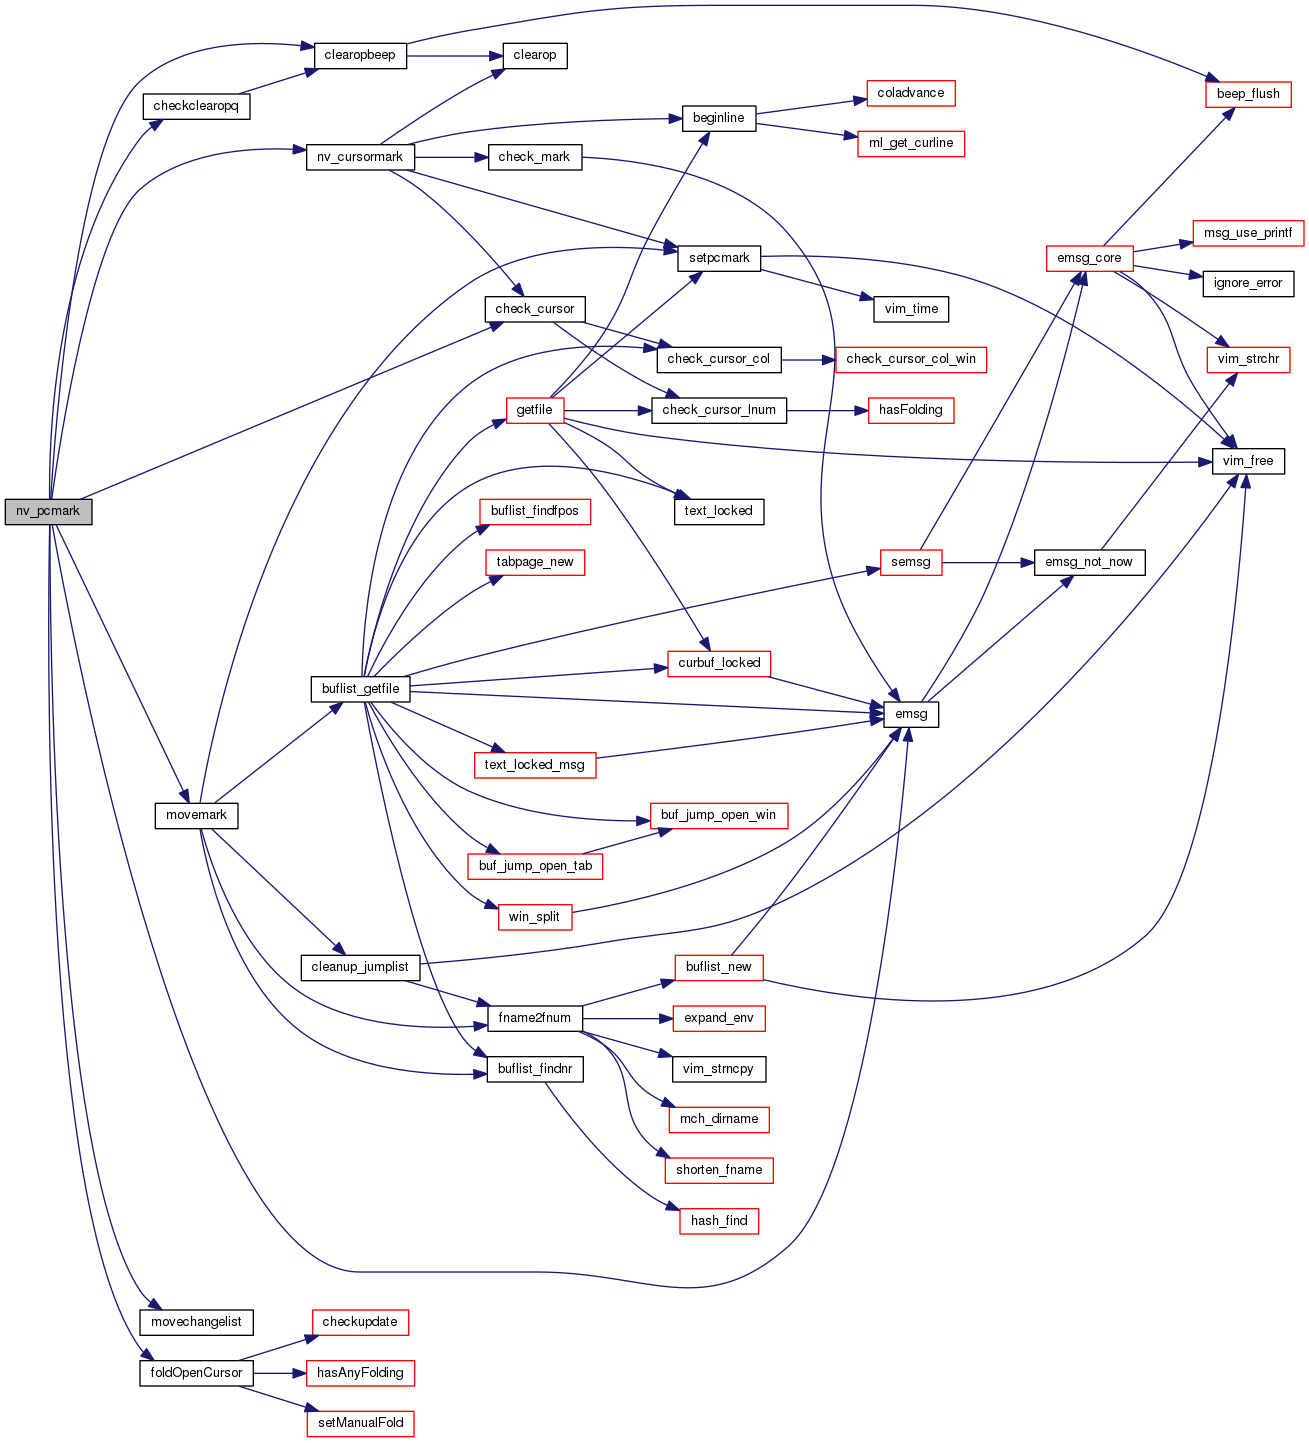 clearopbeep
clearop
beep_flush
coladvance
checkclearopq
beginline
ml_get_curline
nv_cursormark
check_mark
msg_use_printf
setpcmark
emsg_core
ignore_error
check_cursor
vim_time
check_cursor_col
check_cursor_col_win
vim_strchr
getfile
check_cursor_lnum
hasFolding
vim_free
nv_pcmark
buflist_findfpos
text_locked
tabpage_new
semsg
emsg_not_now
curbuf_locked
buflist_getfile
emsg
text_locked_msg
movemark
buf_jump_open_win
buf_jump_open_tab
win_split
cleanup_jumplist
buflist_new
fname2fnum
expand_env
buflist_findnr
vim_strncpy
mch_dirname
shorten_fname
hash_find
movechangelist
checkupdate
foldOpenCursor
hasAnyFolding
setManualFold